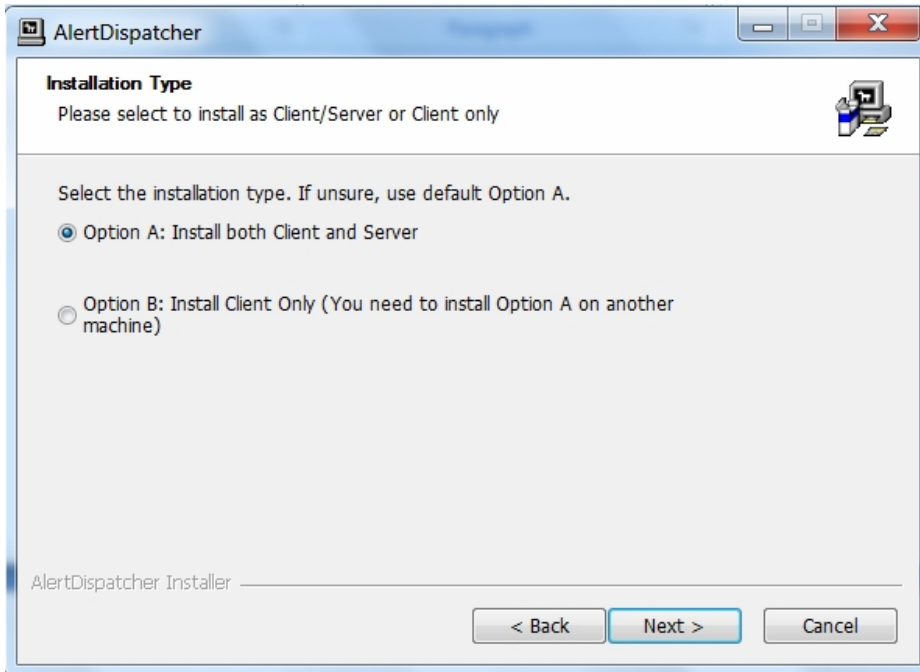 AlertDispatcher
Installation Type
Please select to install as Client/Server or Client only
Select the installation type. If unsure, use default Option A.
Option A: Install both Client and Server
Option B: Install Client Only (You need to install Option A on another
machine)
AlertDispatcher Installer
< Back
Next >
Cancel